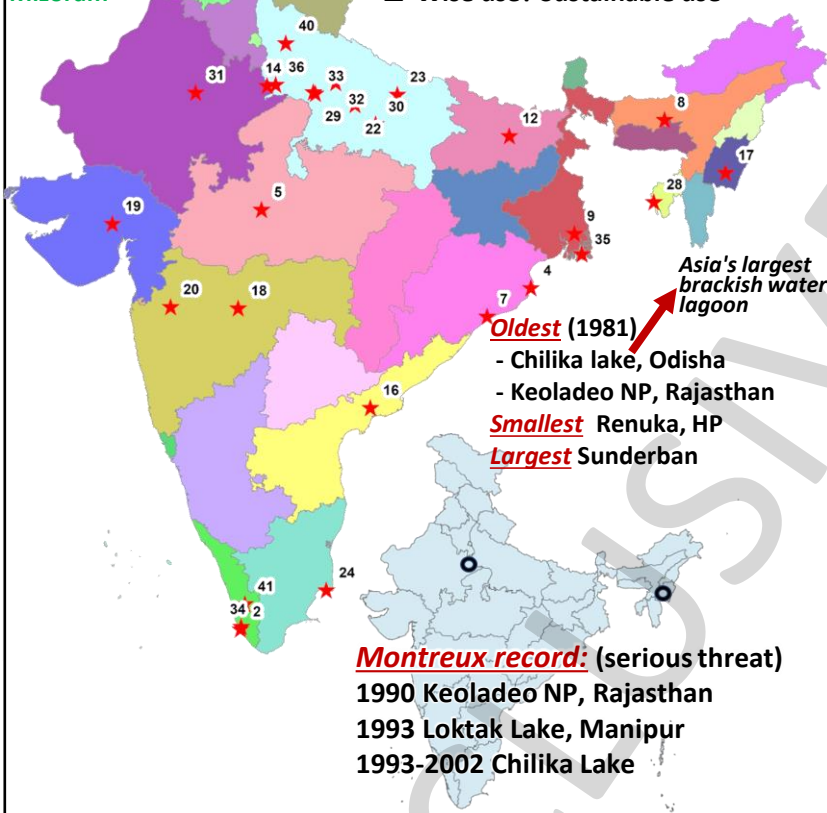 Mizoram
Wise use: Sustainable use
40
31
14
36
33
23
32
30
29
22
12
8
17
28
19
5
9
35
20
18
4
7
Asia's largest
brackish water
lagoon
Oldest (1981)
- Chilika lake, Odisha
- Keoladeo NP, Rajasthan
16
Smallest Renuka, HP
Largest Sunderban
24
41
34
2
Montreux record: (serious threat)
1990 Keoladeo NP, Rajasthan
1993 Loktak Lake, Manipur
1993-2002 Chilika Lake